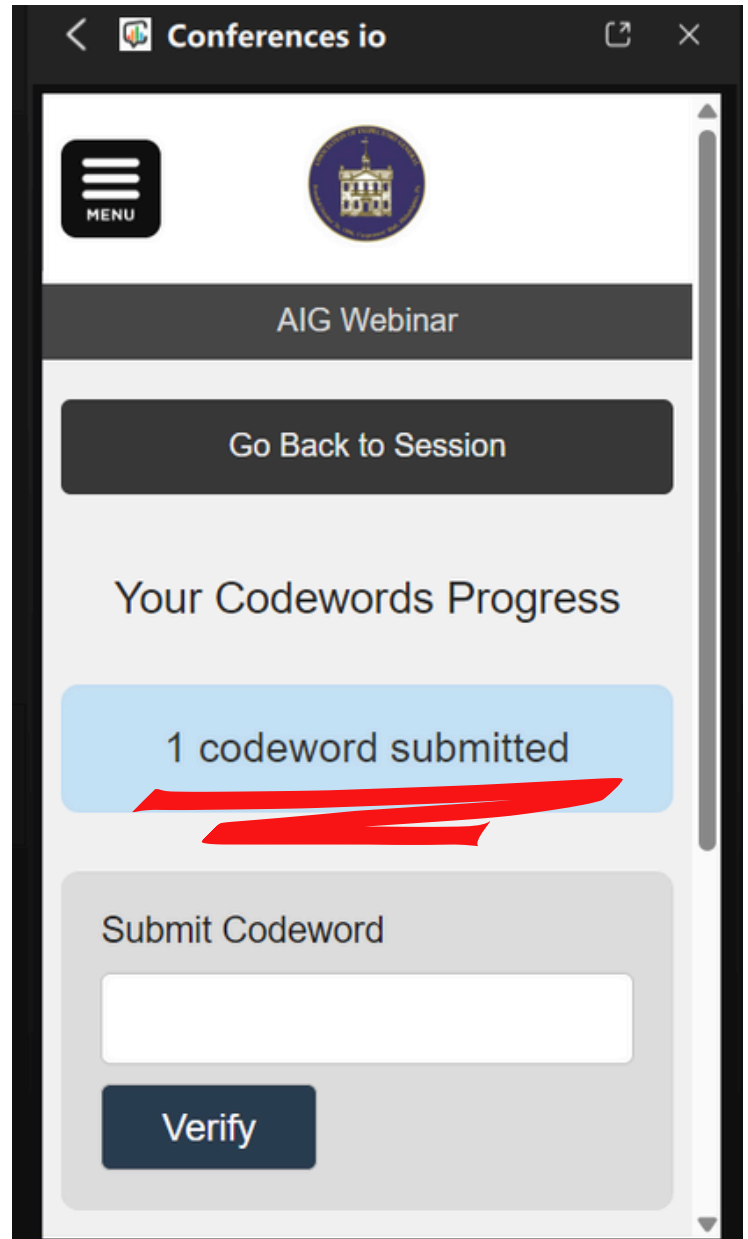 Conferences io
MENU
AIG Webinar
Go Back to Session
Your Codewords Progress
1 codeword submitted
Submit Codeword
Verify